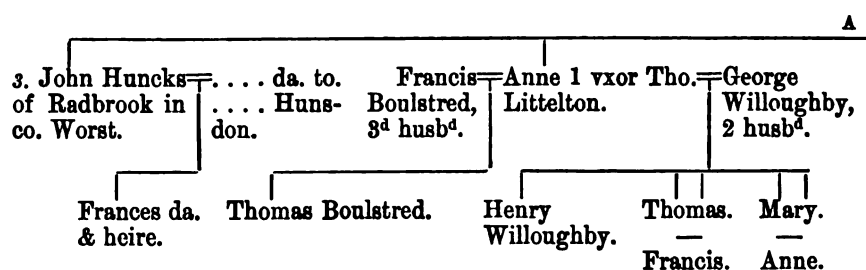 A
3. John Huncks .... da. to.
of Radbrook in .... Huns-
co. Worst. don.
Francis Anne 1 vxor Tho. George
Boulstred, Littelton. Willoughby,
3d husbd. 2 husbd.
Frances da. Thomas Boulstred. Henry Thomas. Mary.
& heire. Willoughby.
Francis. Anne.